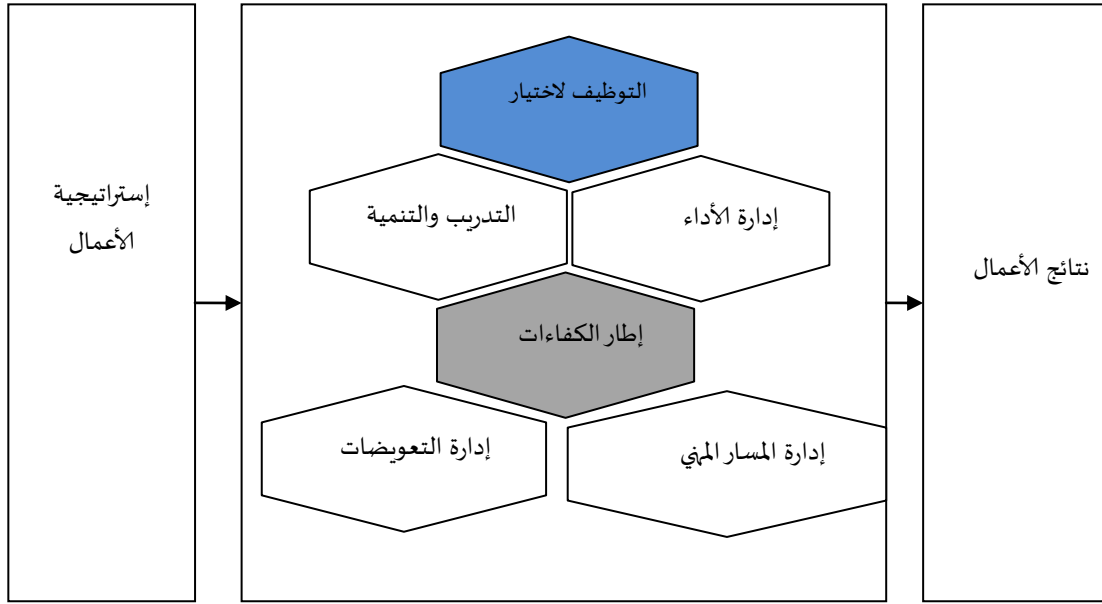 التوظيف لاختيار
إدارة الأداء
التدريب والتنمية
إستراتيجية
الأعمال
نتائج الأعمال
إطار الكفاءات
إدارة المسار المهني
إدارة التعويضات